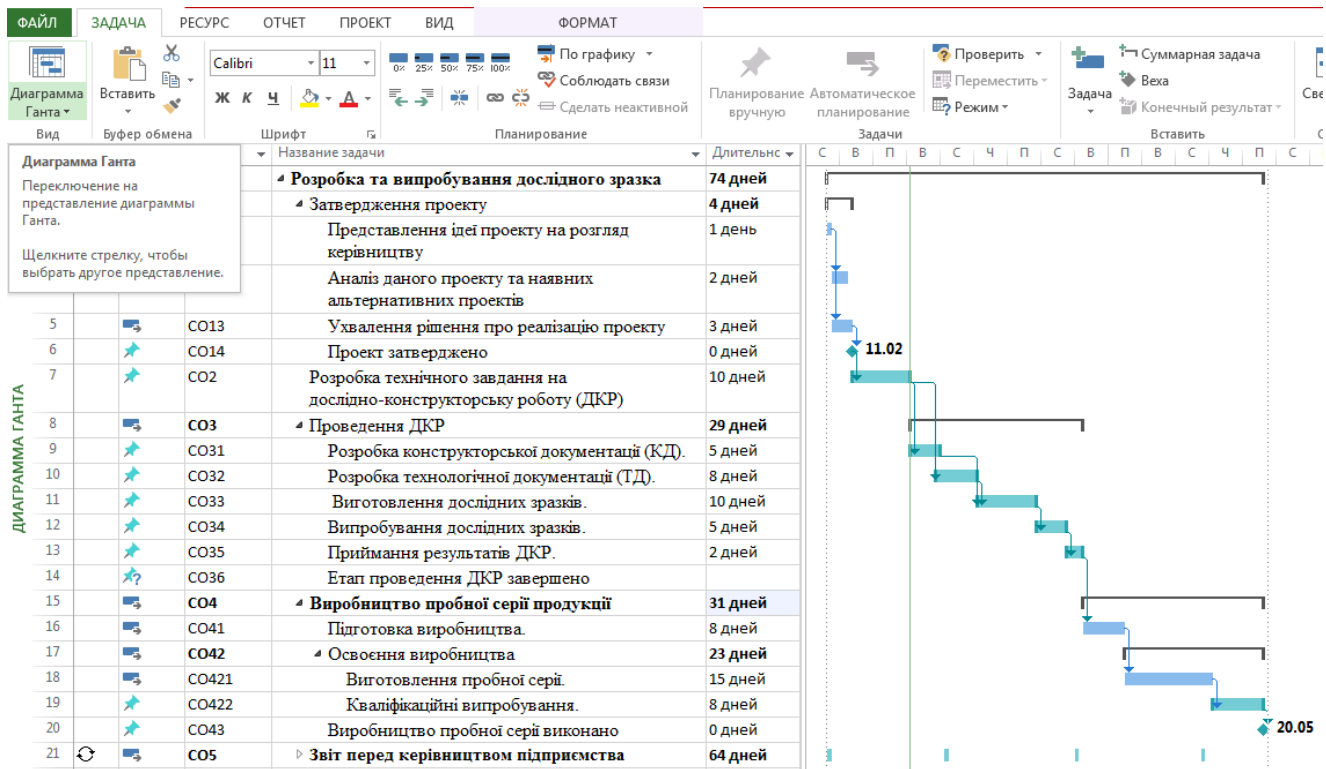 ФАЙЛ ЗАДАЧА РЕСУРС ОТЧЕТ ПРОЕКТ ВИД ФОРМАТ
Диаграмма Ганта
Вид
Вставить
Буфер обмена
Calibri 11
Ж К Ч А
Шрифт
0× 25× 50× 75× 100×
По графику
Соблюдать связи
Сделать неактивной
Планирование
Планирование вручную
Автоматическое планирование
Проверить
Переместить
Режим
Задачи
Задача
Суммарная задача
Веха
Конечный результат
Вставить
Све
Диаграмма Ганта
Переключение на
представление диаграммы
Ганта.
Щелкните стрелку, чтобы
выбрать другое представление.
Название задачи Длительнс С В П В С Ч П С В П В С Ч П С
ДИАГРАММА ГАНТА
Розробка та випробування дослідного зразка 74 дней
Затвердження проекту 4 дней
Представлення ідеї проекту на розгляд 1 день
керівництву
Аналіз даного проекту та наявних 2 дней
альтернативних проектів
5 СО13 Ухвалення рішення про реалізацію проекту 3 дней
6 СО14 Проект затверджено 0 дней 11.02
7 СО2 Розробка технічного завдання на 10 дней
дослідно-конструкторську роботу (ДКР)
8 СО3 Проведення ДКР 29 дней
9 СО31 Розробка конструкторської документації (КД). 5 дней
10 СО32 Розробка технологічної документації (ТД). 8 дней
11 СО33 Виготовлення дослідних зразків. 10 дней
12 СО34 Випробування дослідних зразків. 5 дней
13 СО35 Приймання результатів ДКР. 2 дней
14 СО36 Етап проведення ДКР завершено
15 СО4 Виробництво пробної серії продукції 31 дней
16 СО41 Підготовка виробництва. 8 дней
17 СО42 Освоєння виробництва 23 дней
18 СО421 Виготовлення пробної серії. 15 дней
19 СО422 Кваліфікаційні випробування. 8 дней
20 СО43 Виробництво пробної серії виконано 0 дней 20.05
21 СО5 Звіт перед керівництвом підприємства 64 дней